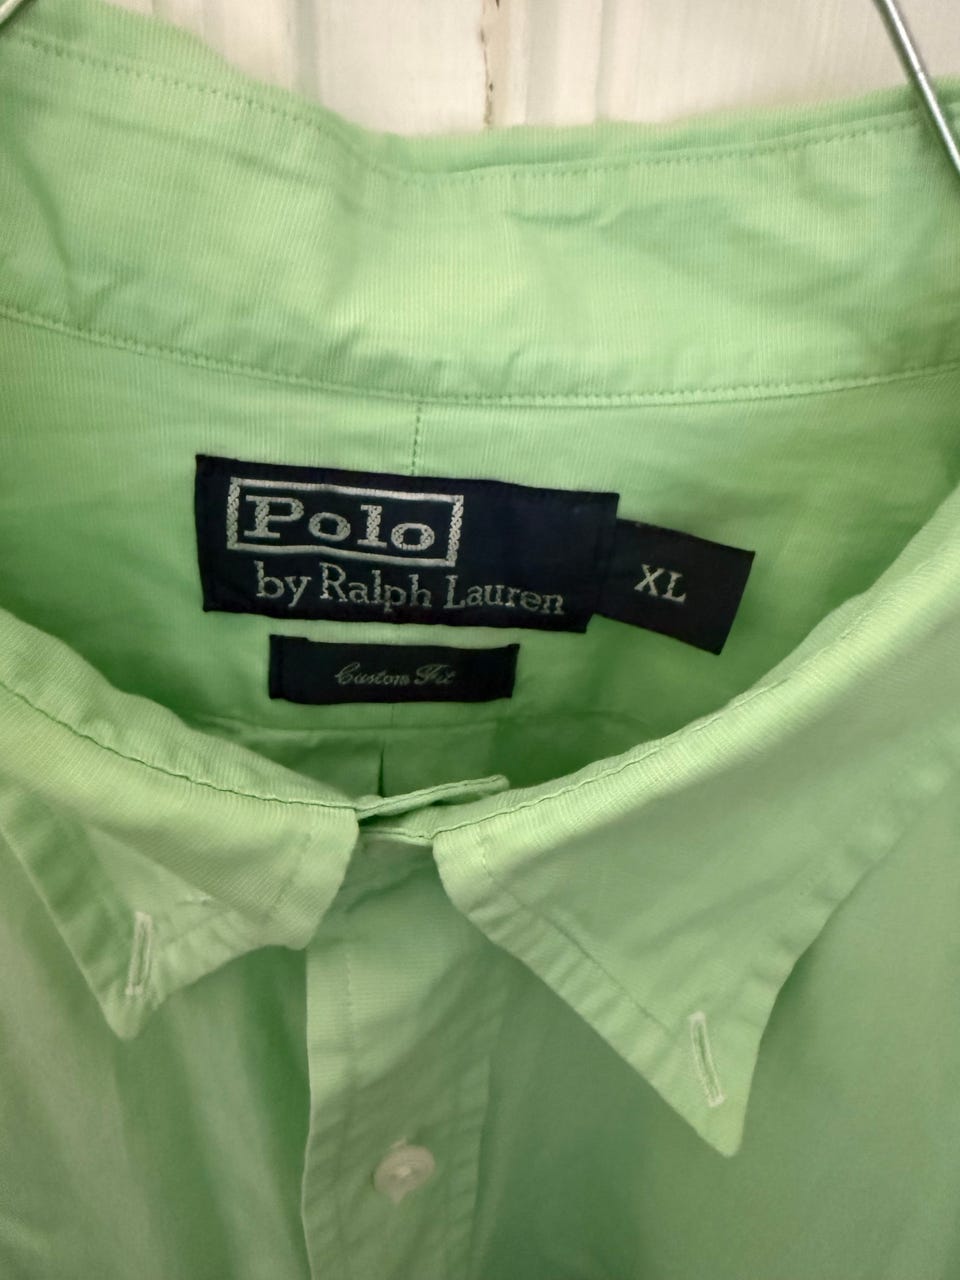 Polo
by Ralph Lauren
XL
Custom Fit